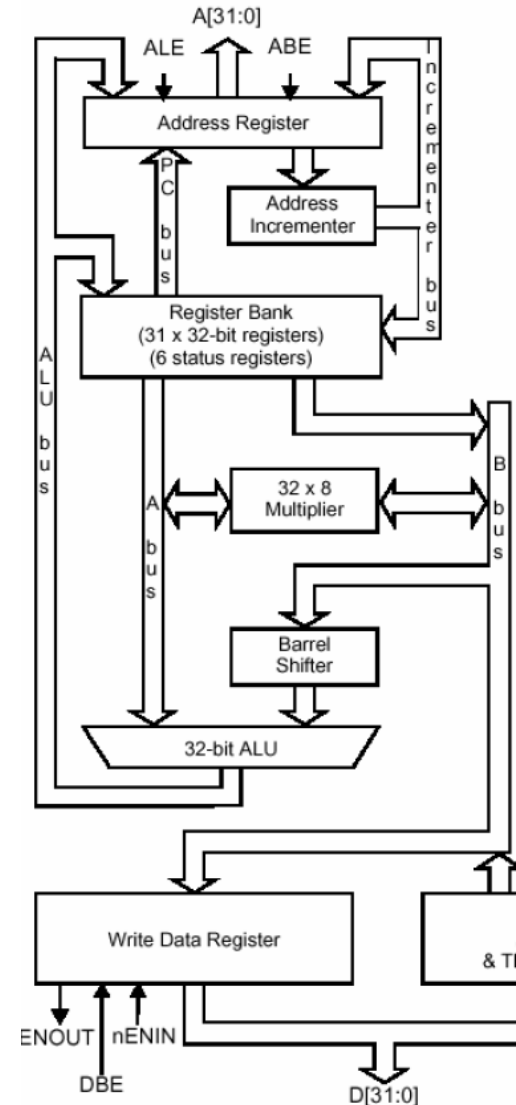 A[31:0]
ALE
ABE
Incrementer bus
Address Register
PC bus
Address
Incrementer
Register Bank
(31 x 32-bit registers)
(6 status registers)
ALU bus
B bus
32 x 8
Multiplier
A bus
Barrel
Shifter
32-bit ALU
Write Data Register
&
ENOUT
nENIN
DBE
D[31:0]